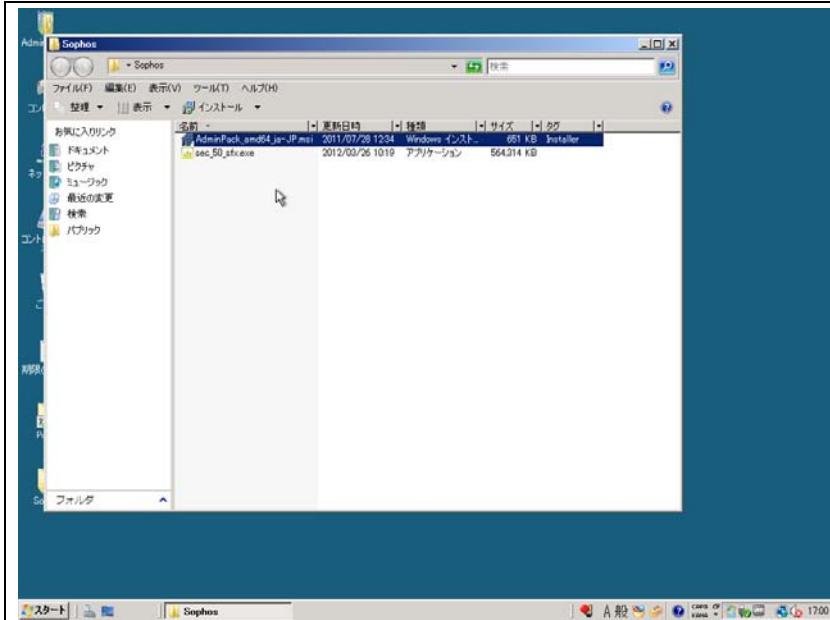 Sophos
Sophos
検索
ファイル(F) 編集(E) 表示(V) ツール(T) ヘルプ(H)
整理 表示 インストール
お気に入りリンク
ドキュメント
ピクチャ
ミュージック
最近の変更
検索
パブリック
フォルダ
名前 更新日時 種類 サイズ タグ
AdminPack_amd64_ja-JP.msi 2011/07/28 12:34 Windows インスト... 651 KB Installer
sec_50_sfx.exe 2012/03/26 10:19 アプリケーション 564,314 KB
スタート
Sophos
A 般
CAPS
KANA
17:00